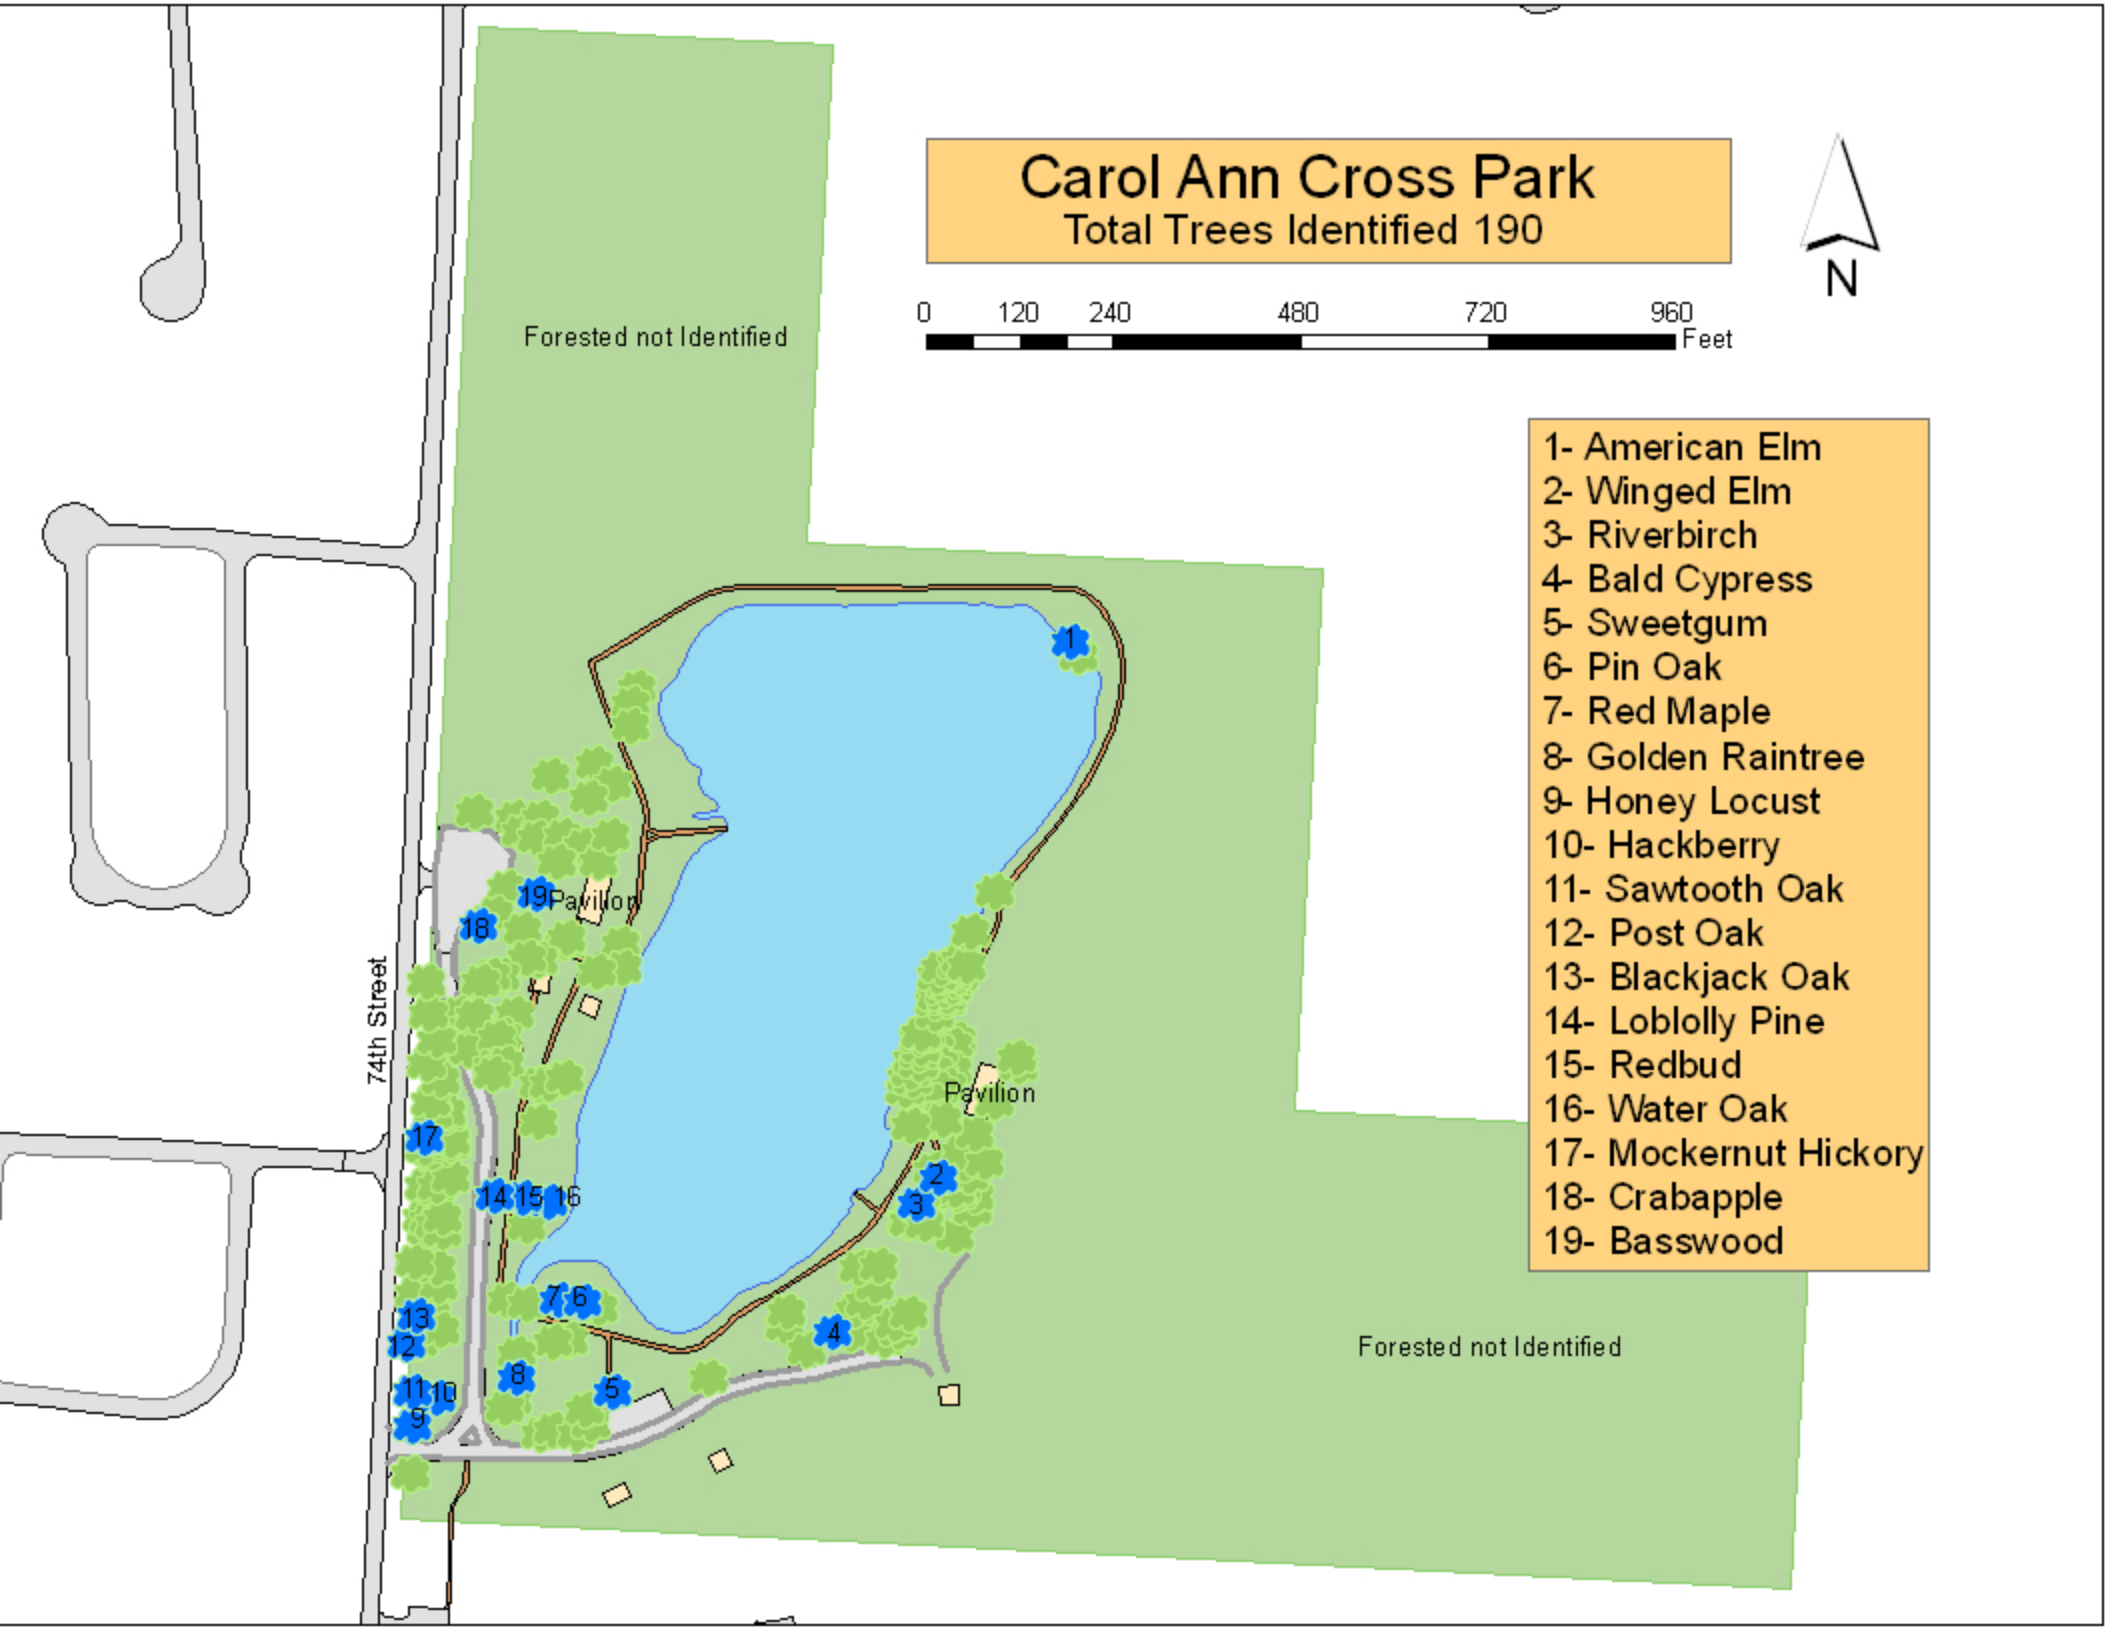 Carol Ann Cross Park
Total Trees Identified 190
N
0 120 240 480 720 960
Feet
Forested not Identified
1- American Elm
2- Winged Elm
3- Riverbirch
4- Bald Cypress
5- Sweetgum
6- Pin Oak
7- Red Maple
8- Golden Raintree
9- Honey Locust
10- Hackberry
11- Sawtooth Oak
12- Post Oak
13- Blackjack Oak
14- Loblolly Pine
15- Redbud
16- Water Oak
17- Mockernut Hickory
18- Crabapple
19- Basswood
1
19 Pavilion
18
74th Street
Pavilion
17
2
14 15 16
3
7 6
13
4
12
8
5
11 10
9
Forested not Identified